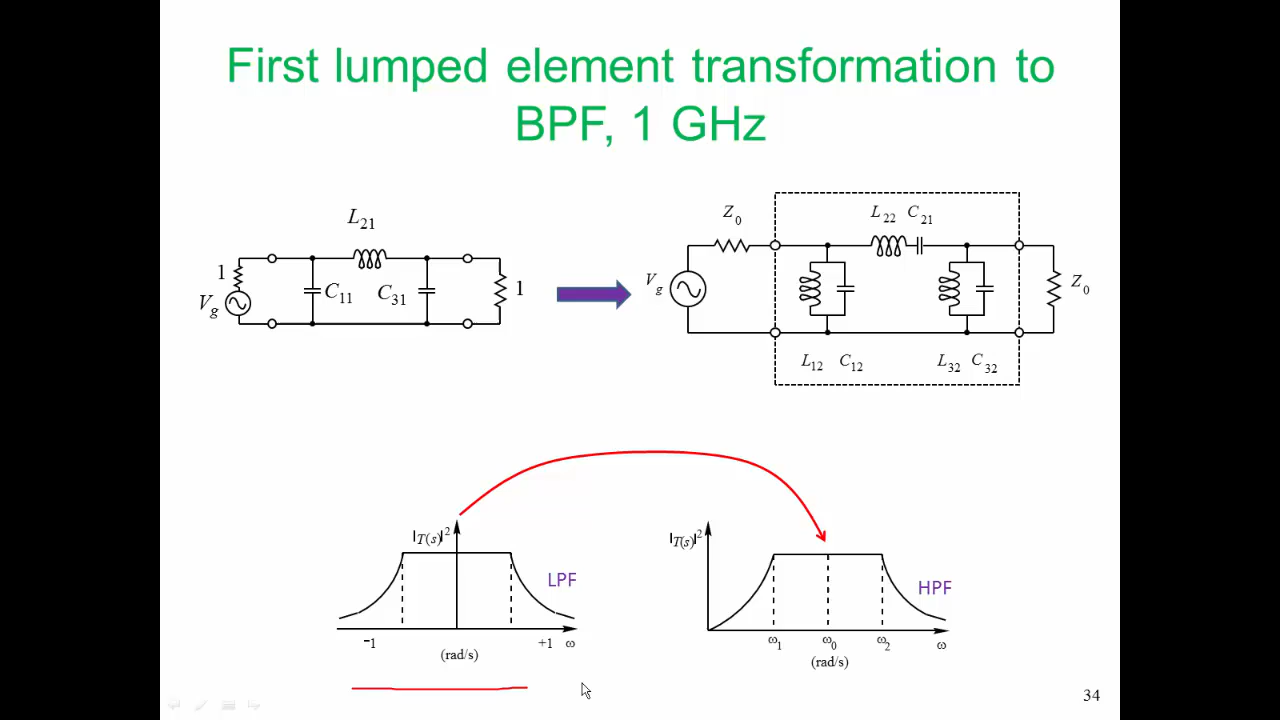 First lumped element transformation to
BPF, 1 GHz
L21
1
Vg
C11
C31
1
Z0
L22 C21
Vg
Z0
L12 C12
L32 C32
|T(s)|2
LPF
−1
+1 ω
(rad/s)
|T(s)|2
HPF
ω1
ω0
ω2
ω
(rad/s)
34